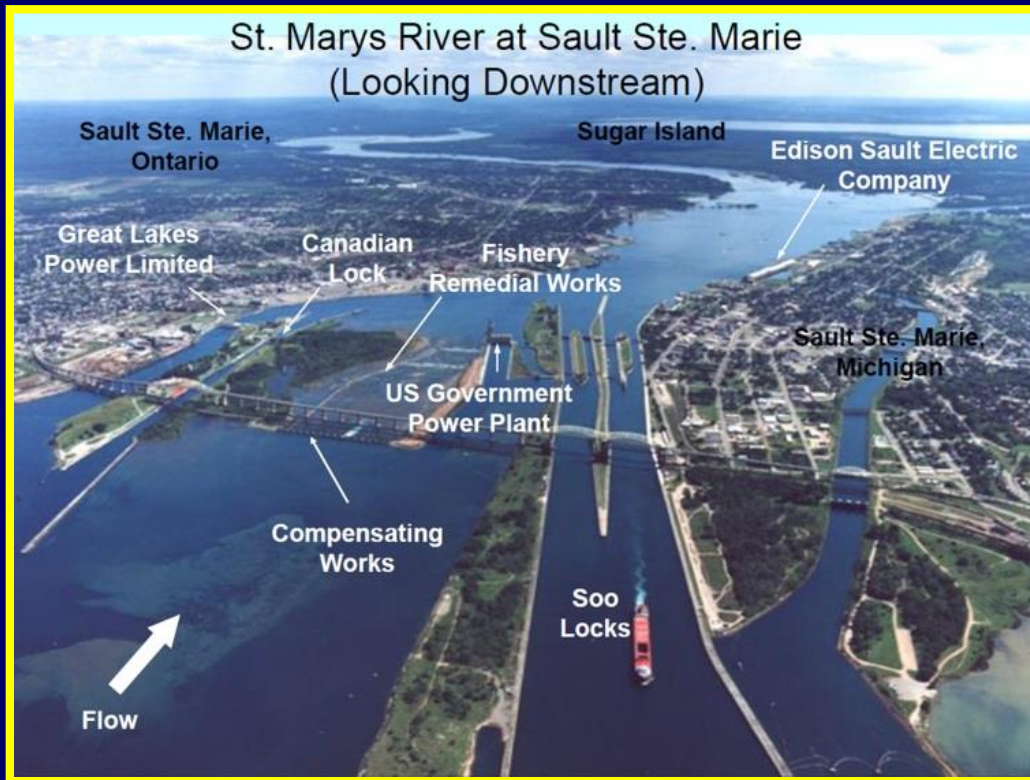 St. Marys River at Sault Ste. Marie
(Looking Downstream)
Sault Ste. Marie,
Ontario
Sugar Island
Edison Sault Electric
Company
Great Lakes
Power Limited
Canadian
Lock
Fishery
Remedial Works
Sault Ste. Marie,
Michigan
US Government
Power Plant
Compensating
Works
Soo
Locks
Flow